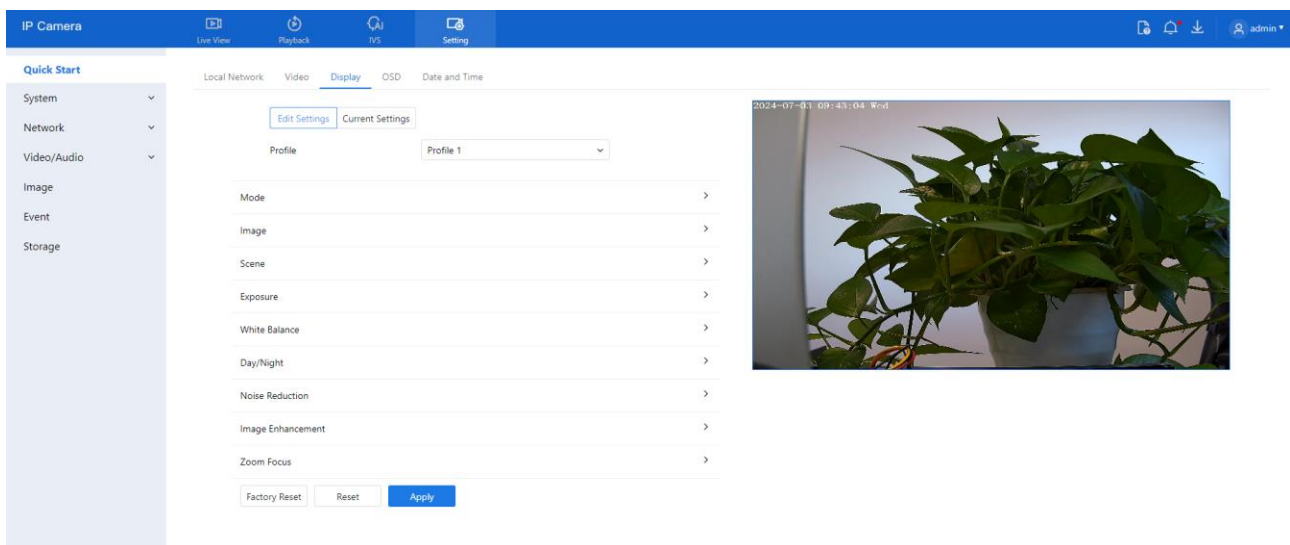 IP Camera
Live View
Playback
IVS
Setting
admin
Quick Start
System
Network
Video/Audio
Image
Event
Storage
Local Network Video Display OSD Date and Time
Edit Settings Current Settings
Profile Profile 1
Mode
Image
Scene
Exposure
White Balance
Day/Night
Noise Reduction
Image Enhancement
Zoom Focus
Factory Reset Reset Apply
2024-07-03 09:43:04 Wed